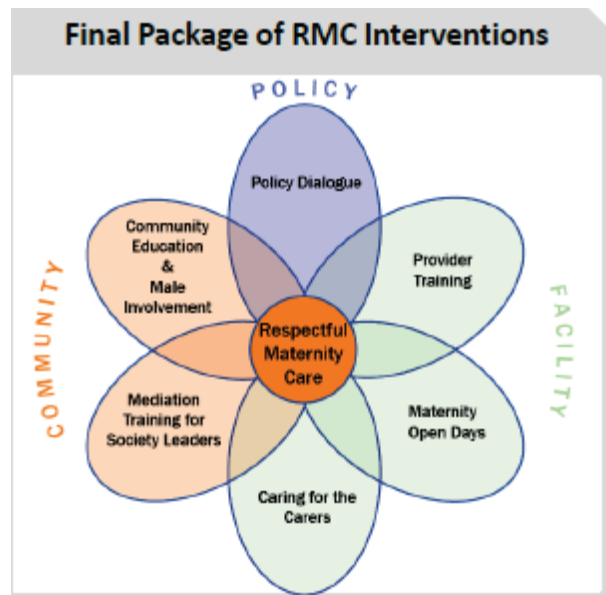 Final Package of RMC Interventions
POLICY
Policy Dialogue
Community
Education
&
Male
Involvement
Provider
Training
COMMUNITY
FACILITY
Respectful
Maternity
Care
Mediation
Training for
Society Leaders
Maternity
Open Days
Caring for the
Carers